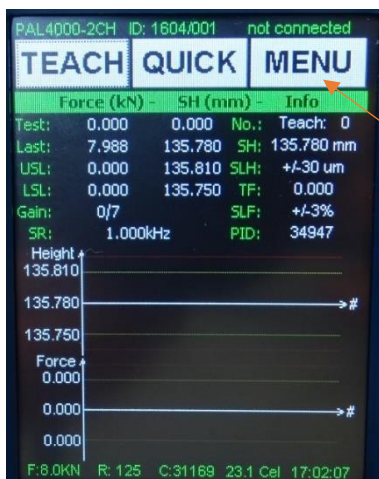 PAL4000-2CH ID: 1604/001 not connected
TEACH QUICK MENU
Force (kN) - SH (mm) - Info
Test: 0.000 0.000 No.: Teach: 0
Last: 7.988 135.780 SH: 135.780 mm
USL: 0.000 135.810 SLH: +/-30 um
LSL: 0.000 135.750 TF: 0.000
Gain: 0/7 SLF: +/-3%
SR: 1.000kHz PID: 34947
Height
135.810
135.780 #
135.750
Force
0.000
0.000 #
0.000
F:8.0KN R: 125 C:31169 23.1 Cel 17:02:07